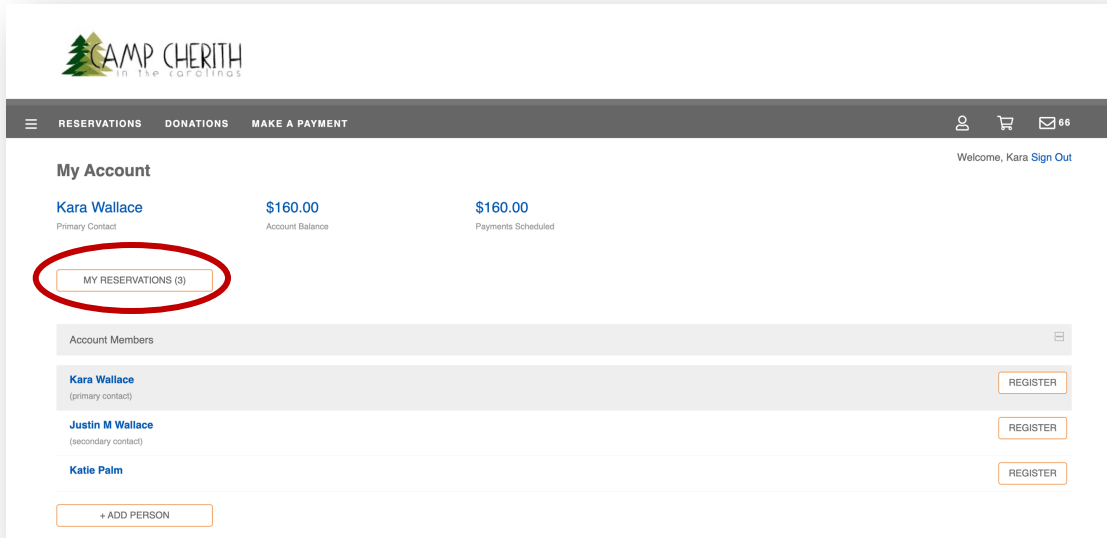 CAMP CHERITH
in the carolinas
RESERVATIONS DONATIONS MAKE A PAYMENT 66
Welcome, Kara Sign Out
My Account
Kara Wallace $160.00 $160.00
Primary Contact Account Balance Payments Scheduled
MY RESERVATIONS (3)
Account Members
Kara Wallace REGISTER
(primary contact)
Justin M Wallace REGISTER
(secondary contact)
Katie Palm REGISTER
+ ADD PERSON